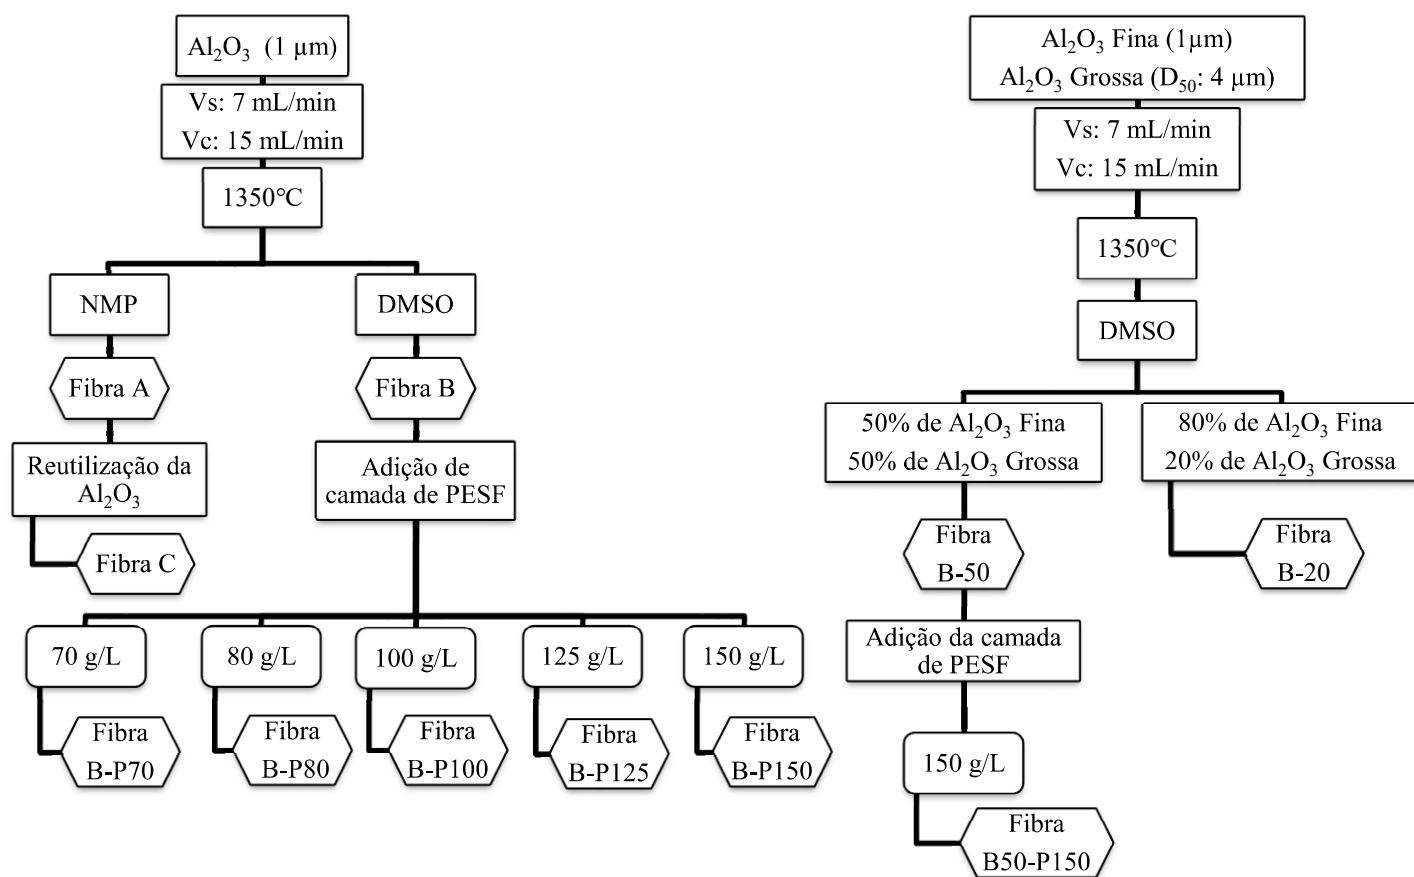 Al₂O₃ (1 µm)
Vs: 7 mL/min
Vc: 15 mL/min
1350°C
NMP
DMSO
Fibra A
Fibra B
Reutilização da
Al₂O₃
Adição de
camada de PESF
Fibra C
70 g/L
80 g/L
100 g/L
125 g/L
150 g/L
Fibra
B-P70
Fibra
B-P80
Fibra
B-P100
Fibra
B-P125
Fibra
B-P150
Al₂O₃ Fina (1µm)
Al₂O₃ Grossa (D₅₀: 4 µm)
Vs: 7 mL/min
Vc: 15 mL/min
1350°C
DMSO
50% de Al₂O₃ Fina
50% de Al₂O₃ Grossa
80% de Al₂O₃ Fina
20% de Al₂O₃ Grossa
Fibra
B-50
Fibra
B-20
Adição da camada
de PESF
150 g/L
Fibra
B50-P150